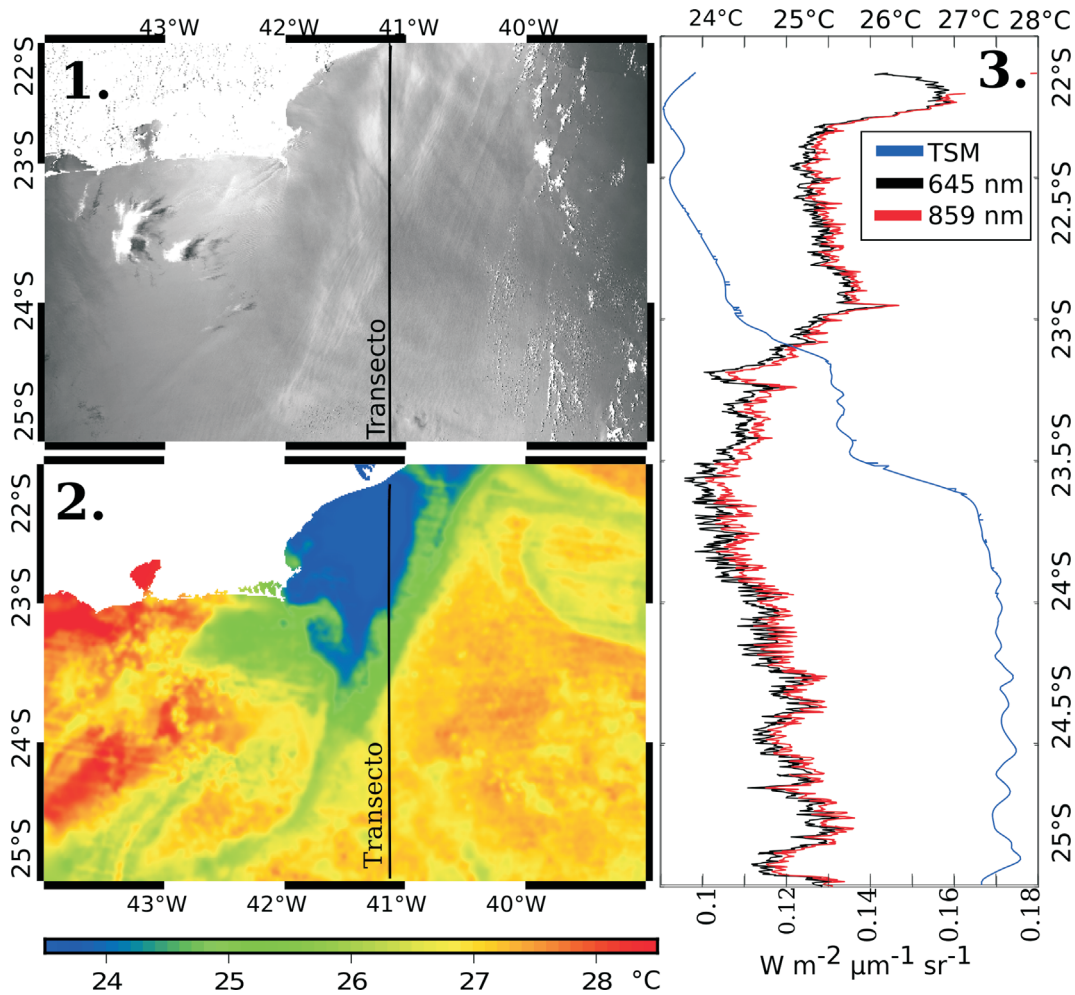 43°W 42°W 41°W 40°W
1.
22°S
23°S
24°S
25°S
Transecto
2.
22°S
23°S
24°S
25°S
Transecto
43°W 42°W 41°W 40°W
24 25 26 27 28 °C
24°C 25°C 26°C 27°C 28°C
3.
TSM
645 nm
859 nm
22°S
22.5°S
23°S
23.5°S
24°S
24.5°S
25°S
0.1 0.12 0.14 0.16 0.18
W m⁻² µm⁻¹ sr⁻¹